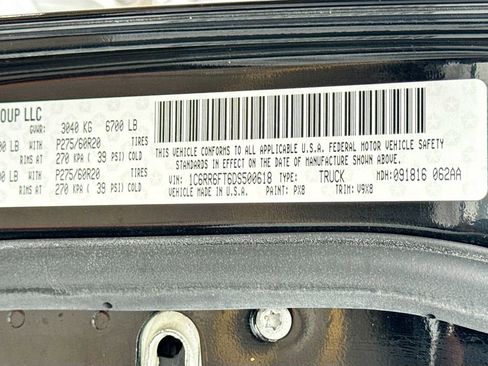 OUP LLC
GVWR: 3040 KG 6700 LB
LB WITH P275/60R20 TIRES
RIMS AT 270 KPA ( 39 PSI) COLD
LB WITH P275/60R20 TIRES
RIMS AT 270 KPA ( 39 PSI) COLD
THIS VEHICLE CONFORMS TO ALL APPLICABLE U.S.A. FEDERAL MOTOR VEHICLE SAFETY
STANDARDS IN EFFECT ON THE DATE OF MANUFACTURE SHOWN ABOVE.
VIN: 1C6RR6FT6DS500618 TYPE: TRUCK MDH: 091816 062AA
VEHICLE MADE IN U.S.A. PAINT: PX8 TRIM: V9X8